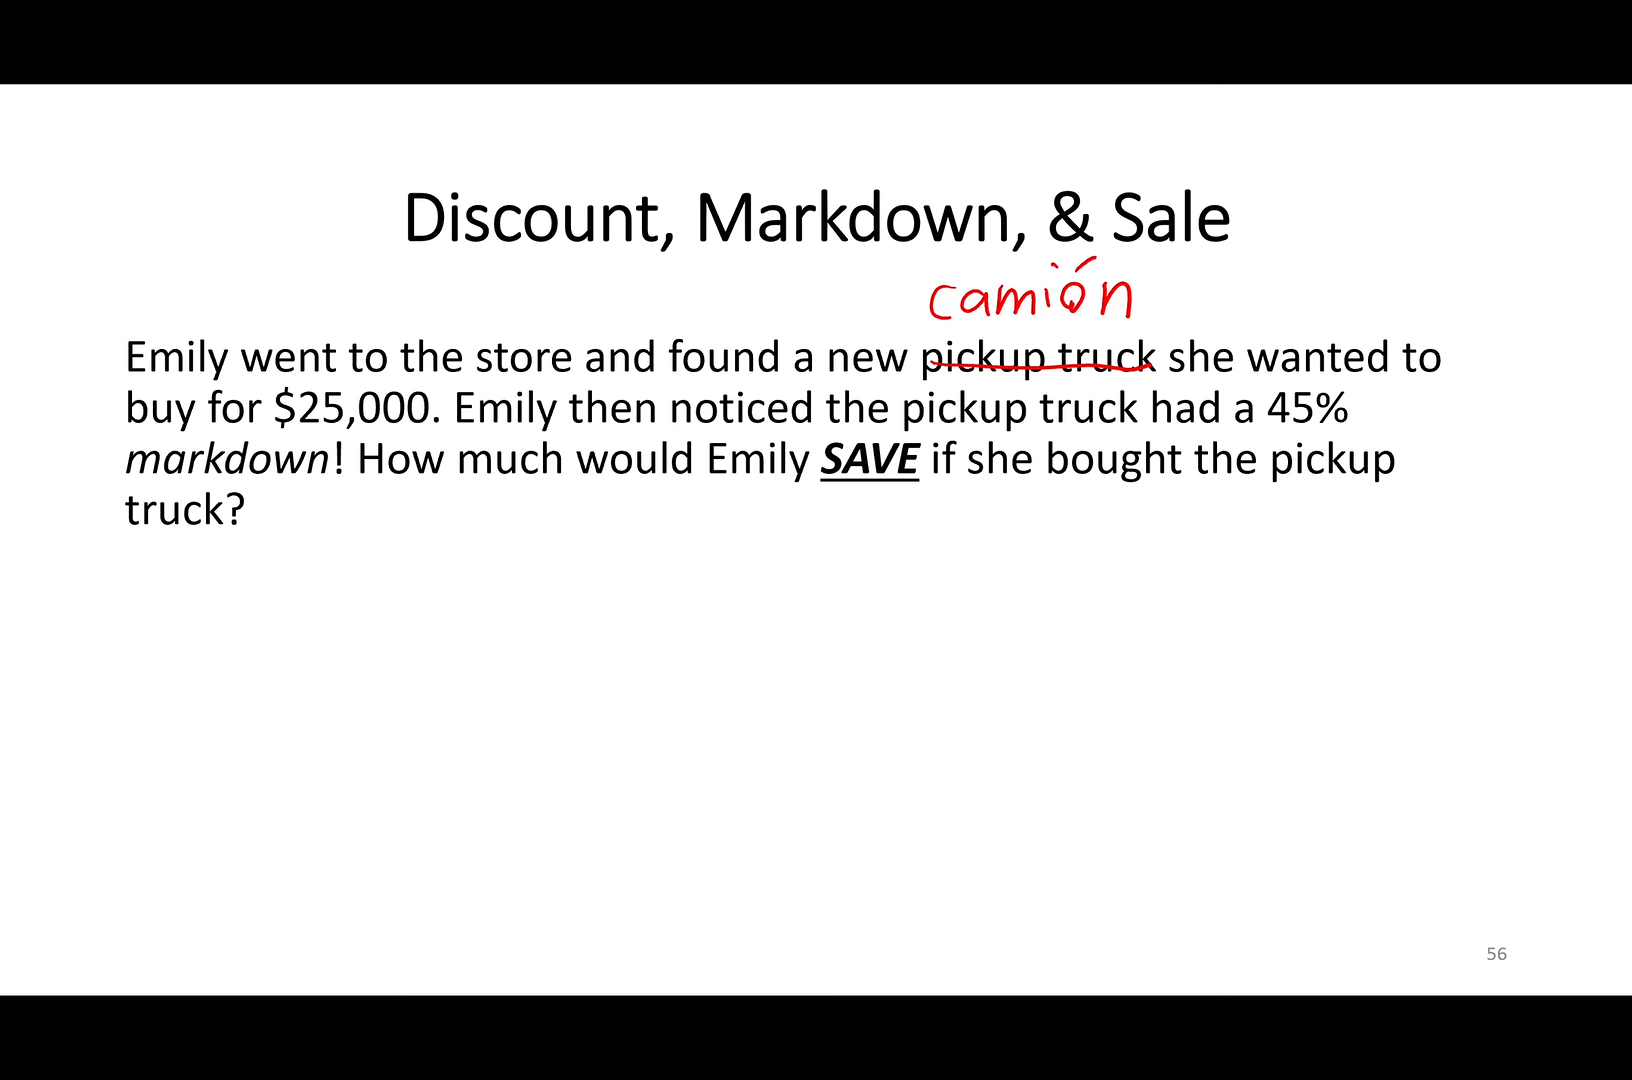 Discount, Markdown, & Sale
camión
Emily went to the store and found a new pickup truck she wanted to
buy for $25,000. Emily then noticed the pickup truck had a 45%
markdown! How much would Emily SAVE if she bought the pickup
truck?
56